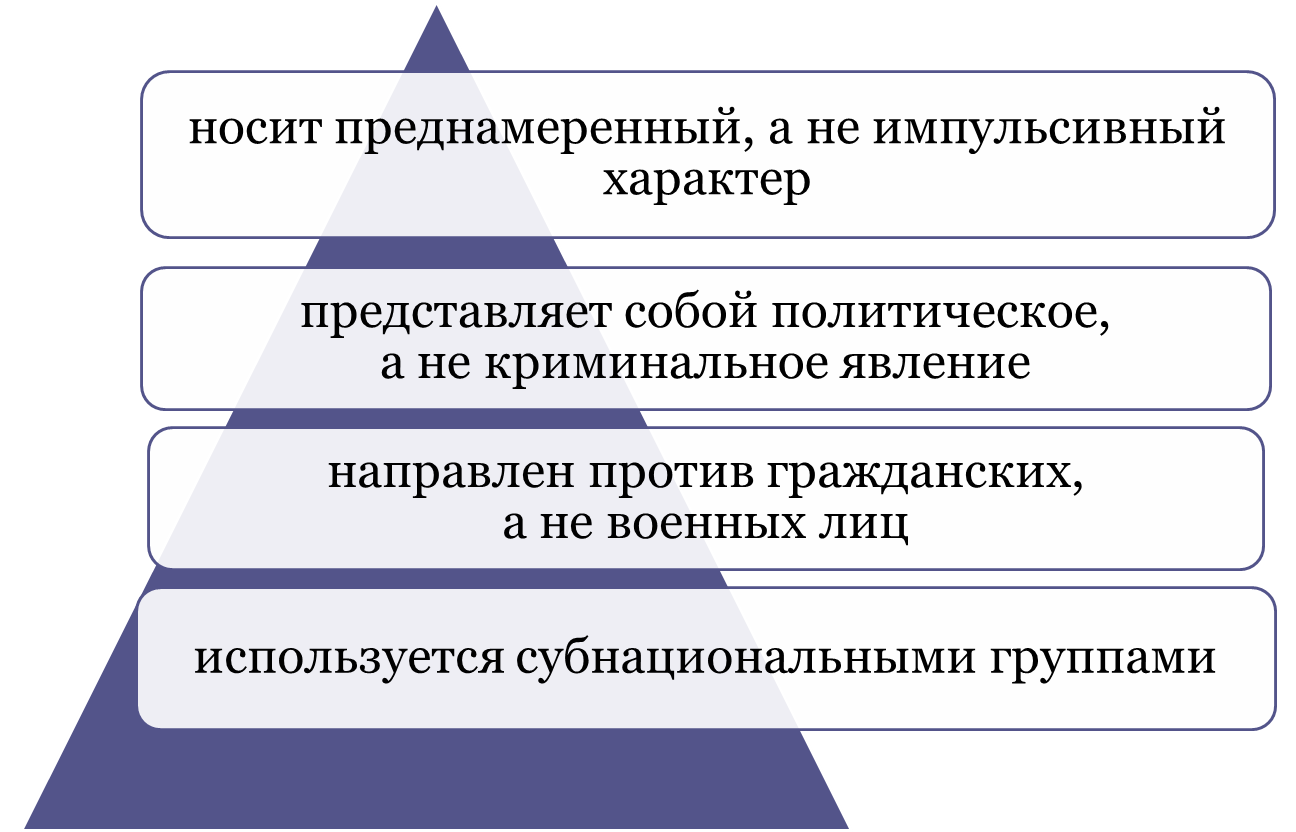 носит преднамеренный, а не импульсивный
характер
представляет собой политическое,
а не криминальное явление
направлен против гражданских,
а не военных лиц
используется субнациональными группами